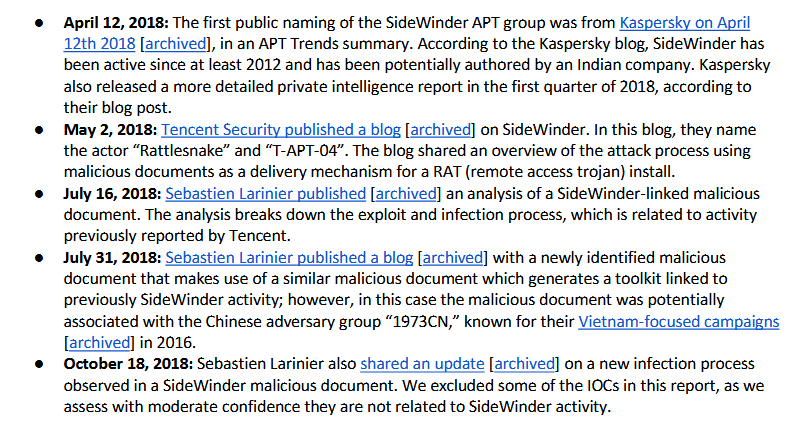 ● April 12, 2018: The first public naming of the SideWinder APT group was from Kaspersky on April
12th 2018 [archived], in an APT Trends summary. According to the Kaspersky blog, SideWinder has
been active since at least 2012 and has been potentially authored by an Indian company. Kaspersky
also released a more detailed private intelligence report in the first quarter of 2018, according to
their blog post.
● May 2, 2018: Tencent Security published a blog [archived] on SideWinder. In this blog, they name
the actor “Rattlesnake” and “T-APT-04”. The blog shared an overview of the attack process using
malicious documents as a delivery mechanism for a RAT (remote access trojan) install.
● July 16, 2018: Sebastien Larinier published [archived] an analysis of a SideWinder-linked malicious
document. The analysis breaks down the exploit and infection process, which is related to activity
previously reported by Tencent.
● July 31, 2018: Sebastien Larinier published a blog [archived] with a newly identified malicious
document that makes use of a similar malicious document which generates a toolkit linked to
previously SideWinder activity; however, in this case the malicious document was potentially
associated with the Chinese adversary group “1973CN,” known for their Vietnam-focused campaigns
[archived] in 2016.
● October 18, 2018: Sebastien Larinier also shared an update [archived] on a new infection process
observed in a SideWinder malicious document. We excluded some of the IOCs in this report, as we
assess with moderate confidence they are not related to SideWinder activity.